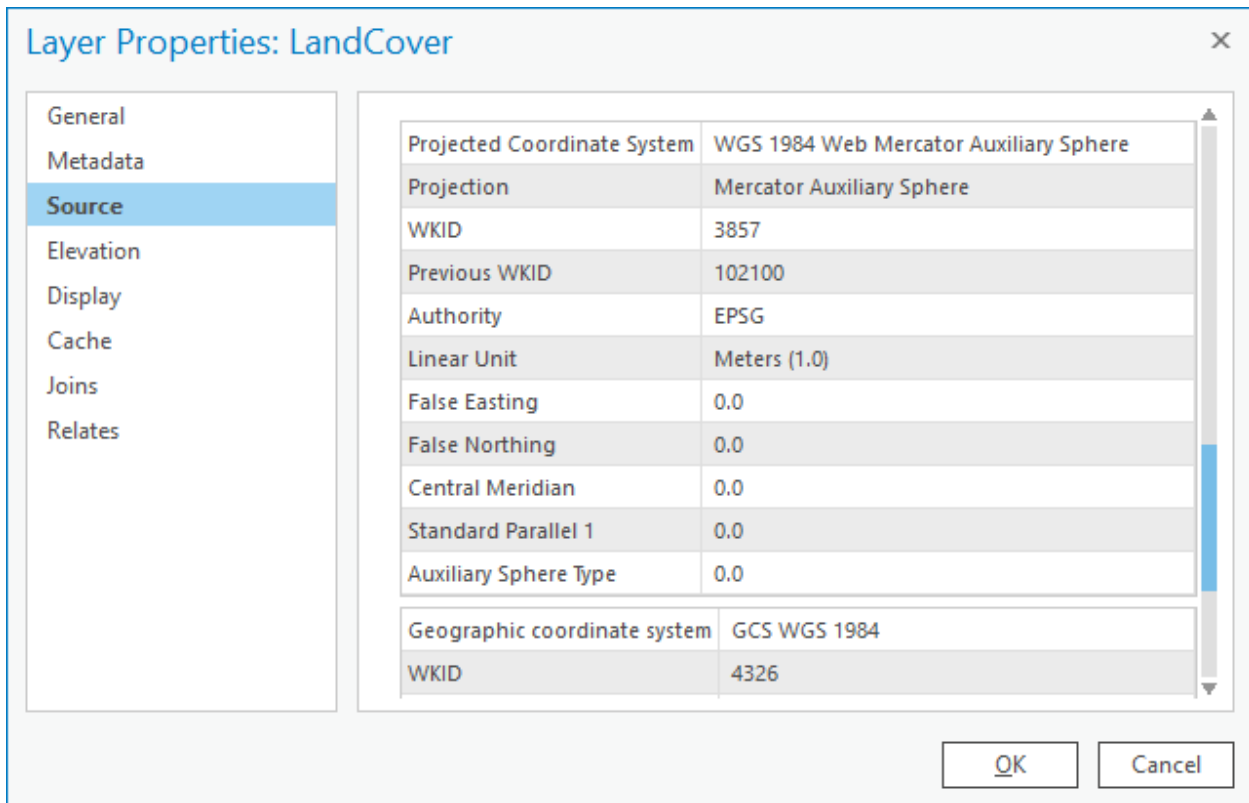 Layer Properties: LandCover
General
Metadata
Source
Elevation
Display
Cache
Joins
Relates
Projected Coordinate System WGS 1984 Web Mercator Auxiliary Sphere
Projection Mercator Auxiliary Sphere
WKID 3857
Previous WKID 102100
Authority EPSG
Linear Unit Meters (1.0)
False Easting 0.0
False Northing 0.0
Central Meridian 0.0
Standard Parallel 1 0.0
Auxiliary Sphere Type 0.0
Geographic coordinate system GCS WGS 1984
WKID 4326
OK Cancel